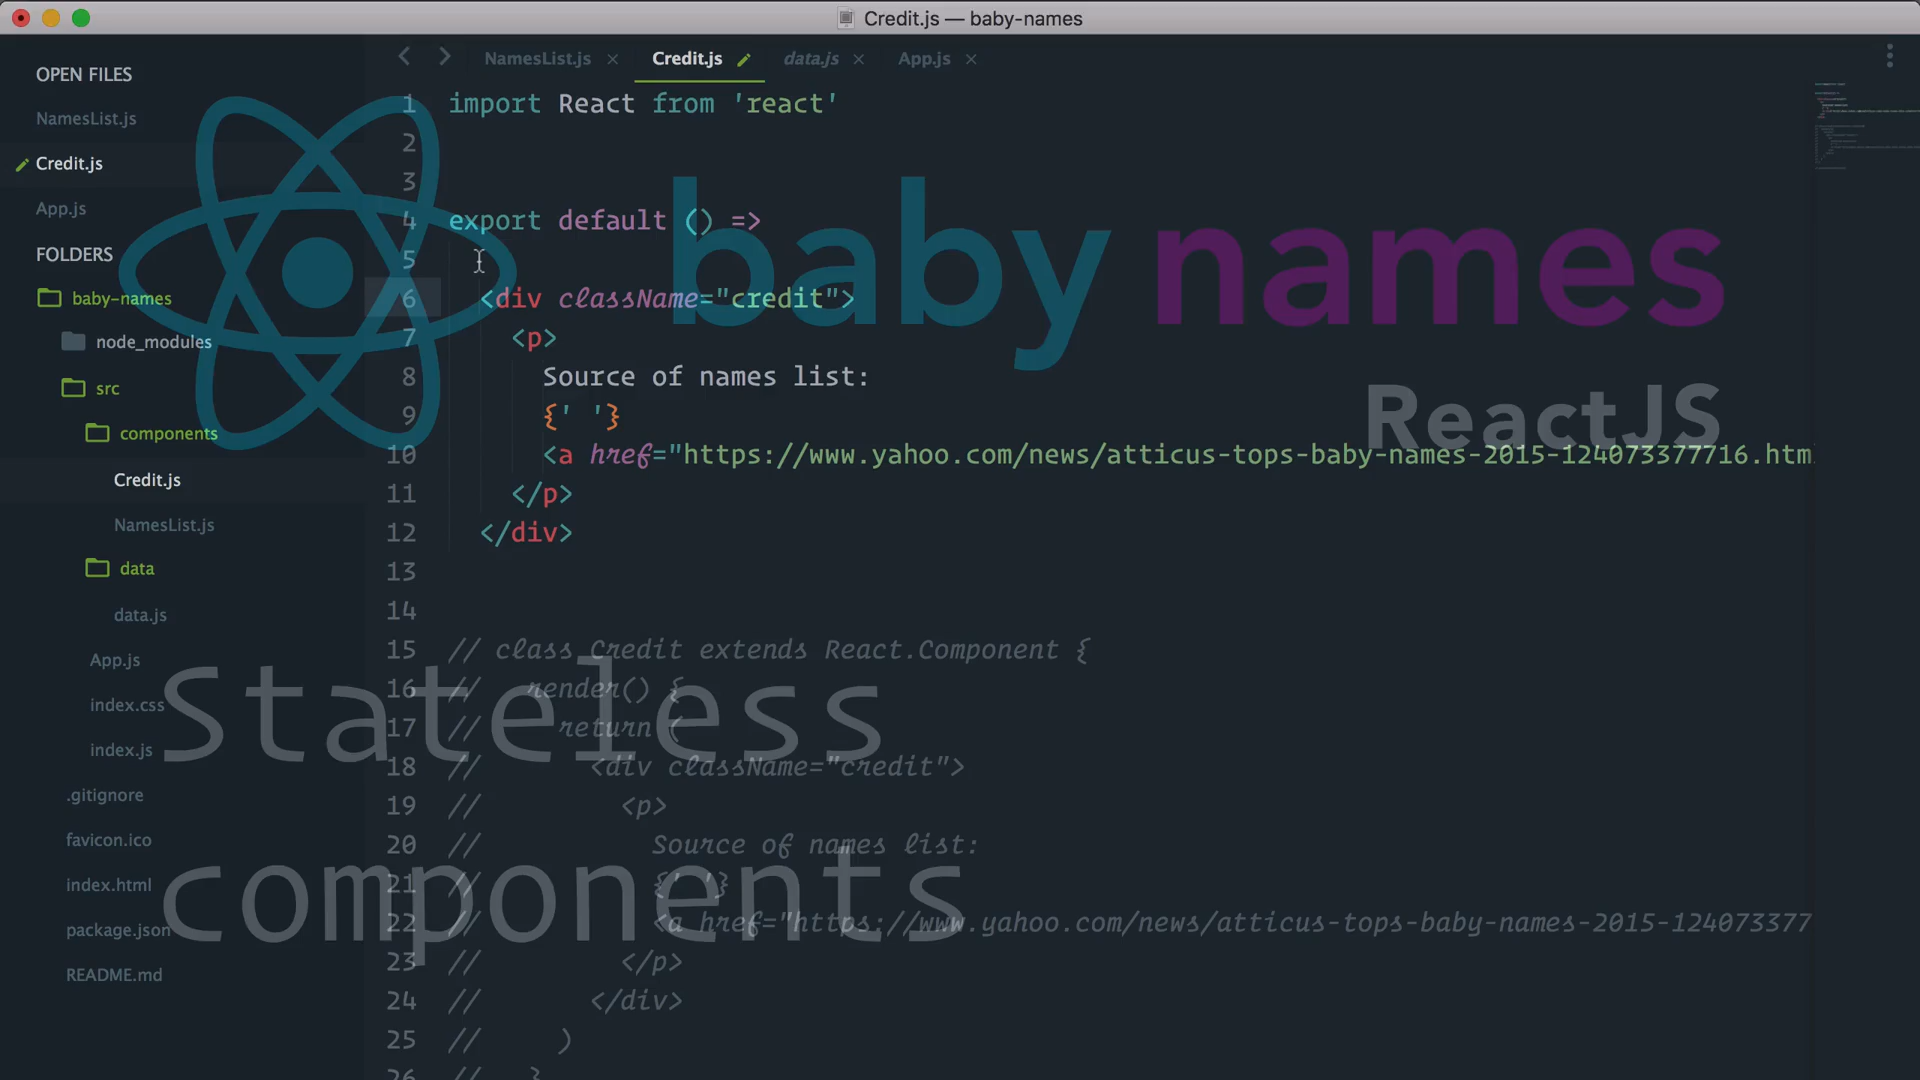 Credit.js — baby-names
OPEN FILES
NamesList.js
Credit.js
App.js
FOLDERS
baby-names
node_modules
src
components
Credit.js
NamesList.js
data
data.js
App.js
index.css
index.js
.gitignore
favicon.ico
index.html
package.json
README.md
NamesList.js × Credit.js data.js × App.js ×
1 import React from 'react'
2
3
4 export default () =>
5
6 <div className="credit">
7 <p>
8 Source of names list:
9 {' '}
10 <a href="https://www.yahoo.com/news/atticus-tops-baby-names-2015-124073377716.htm
11 </p>
12 </div>
13
14
15 // class Credit extends React.Component {
16 // render() {
17 // return (
18 // <div className="credit">
19 // <p>
20 // Source of names list:
21 // {' '}
22 // <a href="https://www.yahoo.com/news/atticus-tops-baby-names-2015-124073377
23 // </p>
24 // </div>
25 // )
26 // }
baby names
ReactJS
Stateless
components